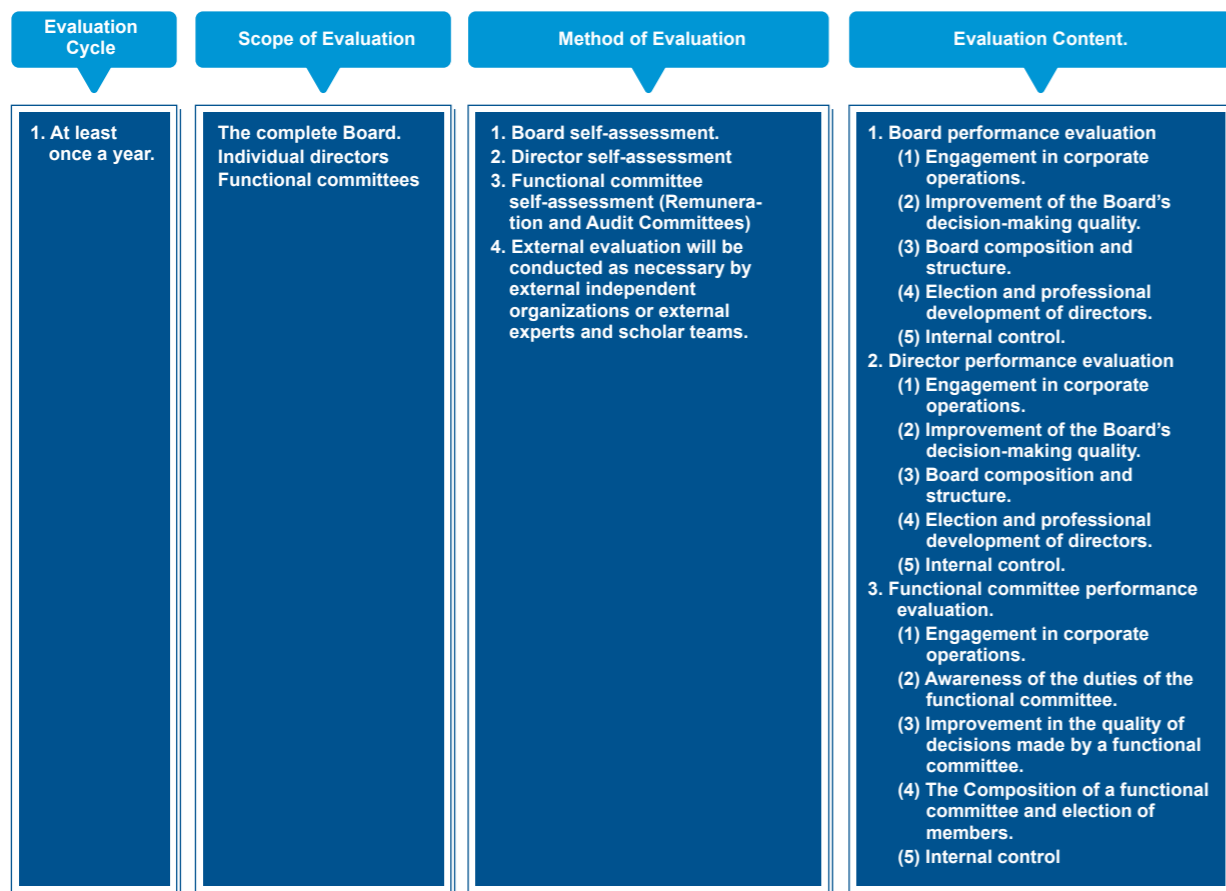 Evaluation
Cycle
Scope of Evaluation
Method of Evaluation
Evaluation Content.
1. At least
once a year.
The complete Board.
Individual directors
Functional committees
1. Board self-assessment.
2. Director self-assessment
3. Functional committee
self-assessment (Remunera-
tion and Audit Committees)
4. External evaluation will be
conducted as necessary by
external independent
organizations or external
experts and scholar teams.
1. Board performance evaluation
(1) Engagement in corporate
operations.
(2) Improvement of the Board’s
decision-making quality.
(3) Board composition and
structure.
(4) Election and professional
development of directors.
(5) Internal control.
2. Director performance evaluation
(1) Engagement in corporate
operations.
(2) Improvement of the Board’s
decision-making quality.
(3) Board composition and
structure.
(4) Election and professional
development of directors.
(5) Internal control.
3. Functional committee performance
evaluation.
(1) Engagement in corporate
operations.
(2) Awareness of the duties of the
functional committee.
(3) Improvement in the quality of
decisions made by a functional
committee.
(4) The Composition of a functional
committee and election of
members.
(5) Internal control